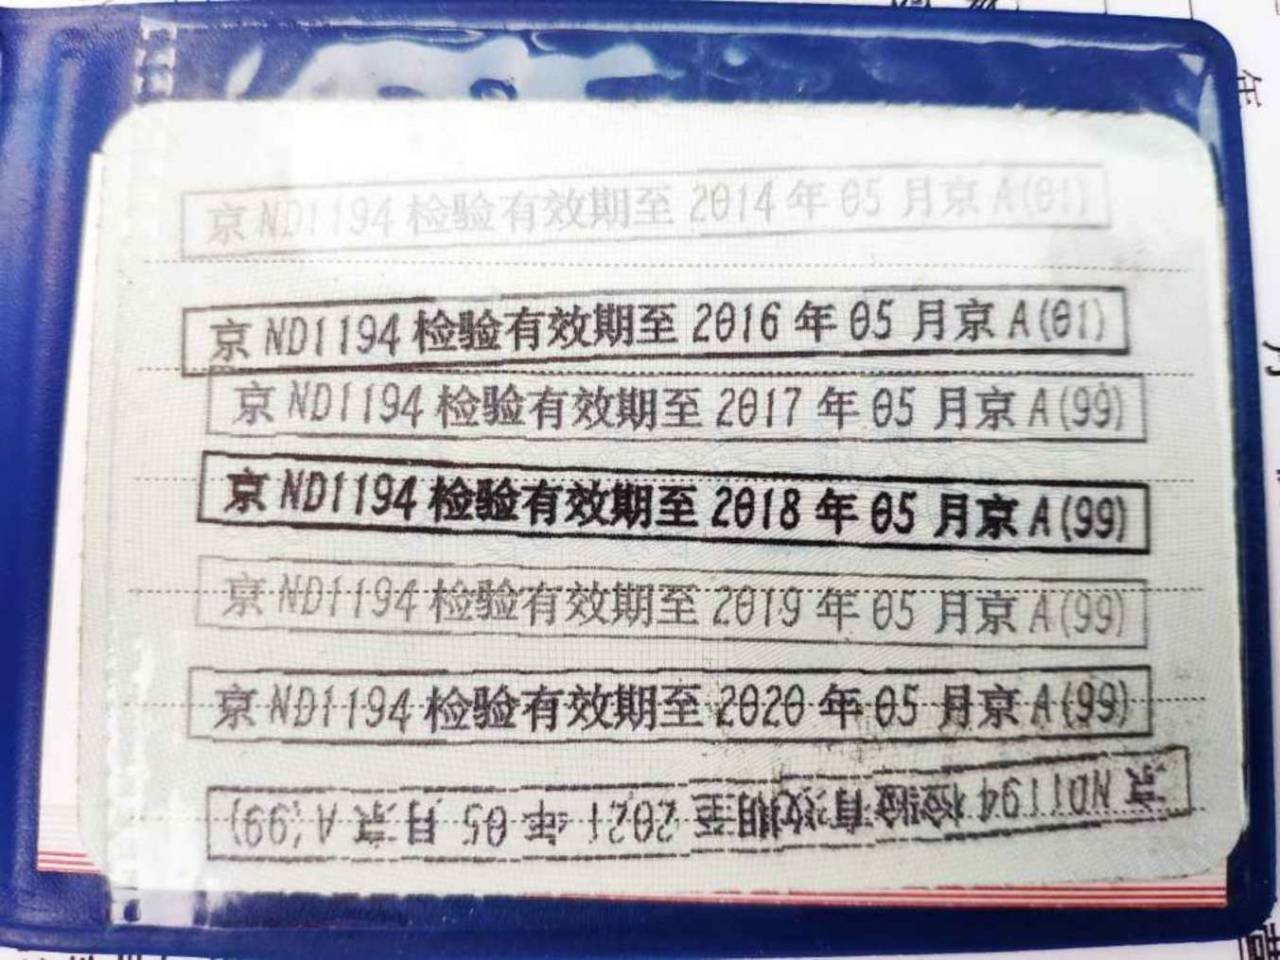 年
月
京ND1194检验有效期至2014年05月京A(01)
京ND1194检验有效期至2016年05月京A(01)
京ND1194检验有效期至2017年05月京A(99)
京ND1194检验有效期至2018年05月京A(99)
京ND1194检验有效期至2019年05月京A(99)
京ND1194检验有效期至2020年05月京A(99)
京ND1194检验有效期至2021年05月京A(99)